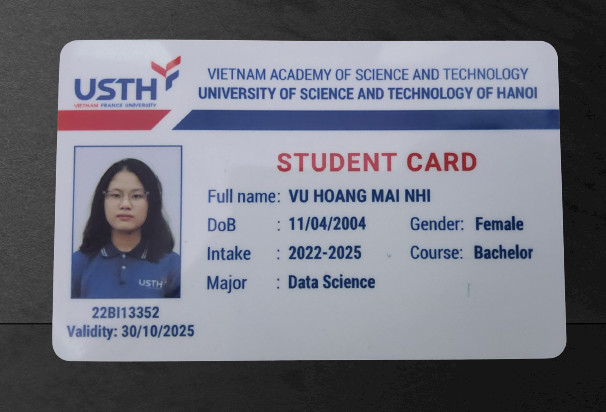 USTH
VIETNAM FRANCE UNIVERSITY
VIETNAM ACADEMY OF SCIENCE AND TECHNOLOGY
UNIVERSITY OF SCIENCE AND TECHNOLOGY OF HANOI
STUDENT CARD
Full name: VU HOANG MAI NHI
DoB : 11/04/2004 Gender: Female
Intake : 2022-2025 Course: Bachelor
Major : Data Science
USTH
22BI13352
Validity: 30/10/2025